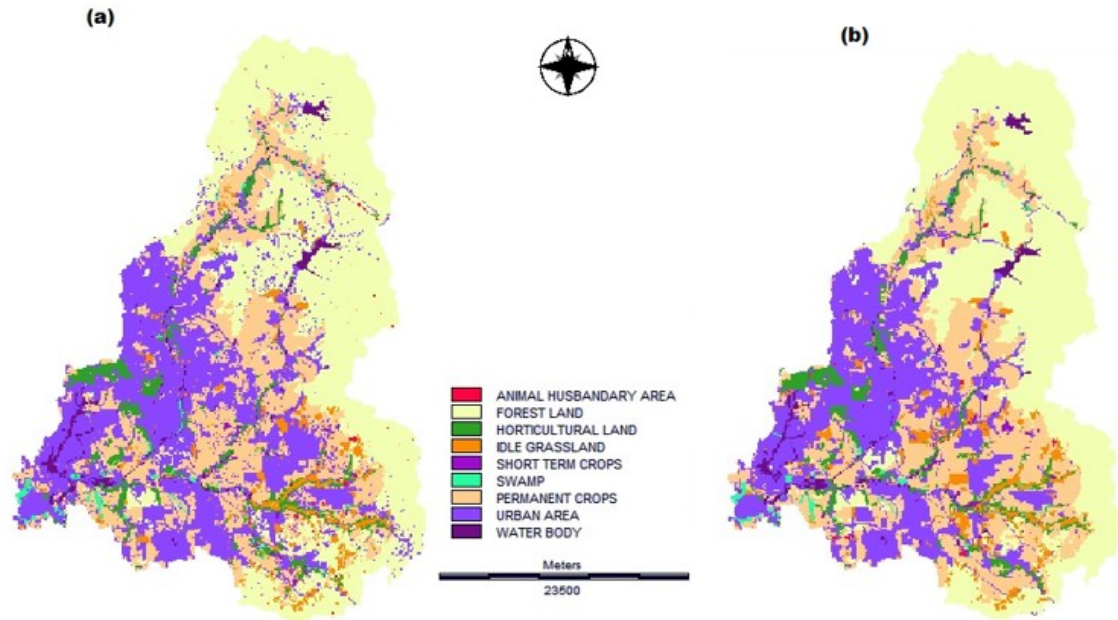 (a)
(b)
ANIMAL HUSBANDARY AREA
FOREST LAND
HORTICULTURAL LAND
IDLE GRASSLAND
SHORT TERM CROPS
SWAMP
PERMANENT CROPS
URBAN AREA
WATER BODY
Meters
23500